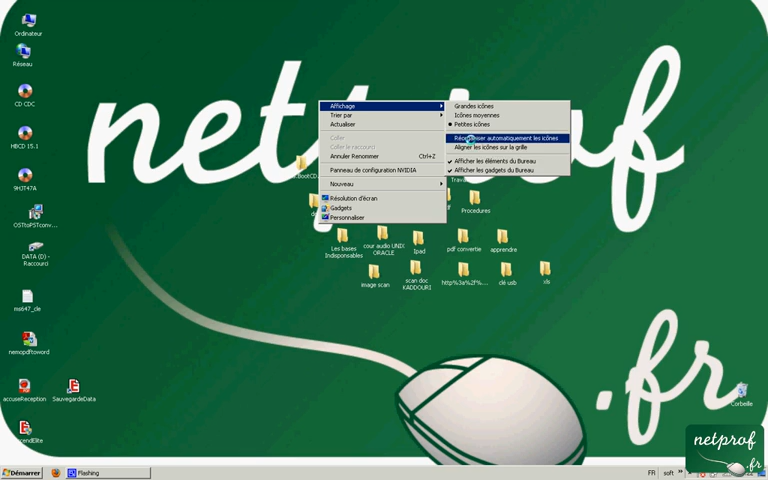 Ordinateur
Réseau
CD CDC
HBCD 15.1
9HJT47A
OSTtoPSTconv...
DATA (D) -
Raccourci
ms647_cle
nemopdftoword
accuseReception
SauvegardeData
netprof
.fr
Affichage
Trier par
Actualiser
Coller
Coller le raccourci
Annuler Renommer Ctrl+Z
Panneau de configuration NVIDIA
Nouveau
Résolution d'écran
Gadgets
Personnaliser
Grandes icônes
Icônes moyennes
Petites icônes
Réorganiser automatiquement les icônes
Aligner les icônes sur la grille
Afficher les éléments du Bureau
Afficher les gadgets du Bureau
Procedures
Les bases
Indisponsables
cour audio UNIX
ORACLE
Ipad
pdf convertie
apprendre
image scan
scan doc
KADDOURI
http%3a%2f%...
clé usb
xls
Corbeille
netprof
.fr
Démarrer
Flashing
FR
soft